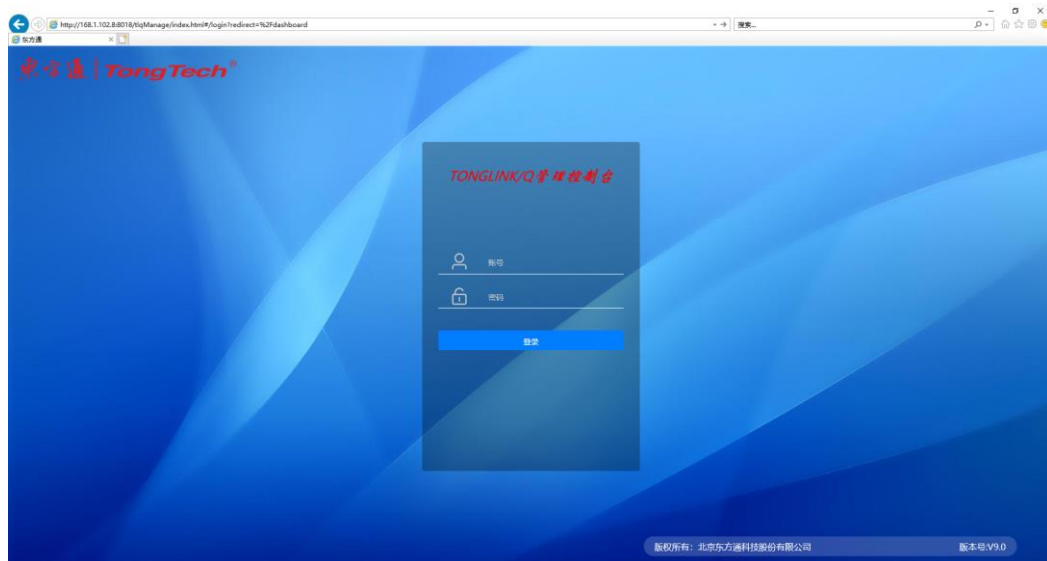 http://168.1.102.8:8018/tlqManage/index.html#/login?redirect=%2Fdashboard
搜索...
东方通
东方通 TongTech®
TONGLINK/Q管理控制台
账号
密码
登录
版权所有：北京东方通科技股份有限公司 版本号:V9.0